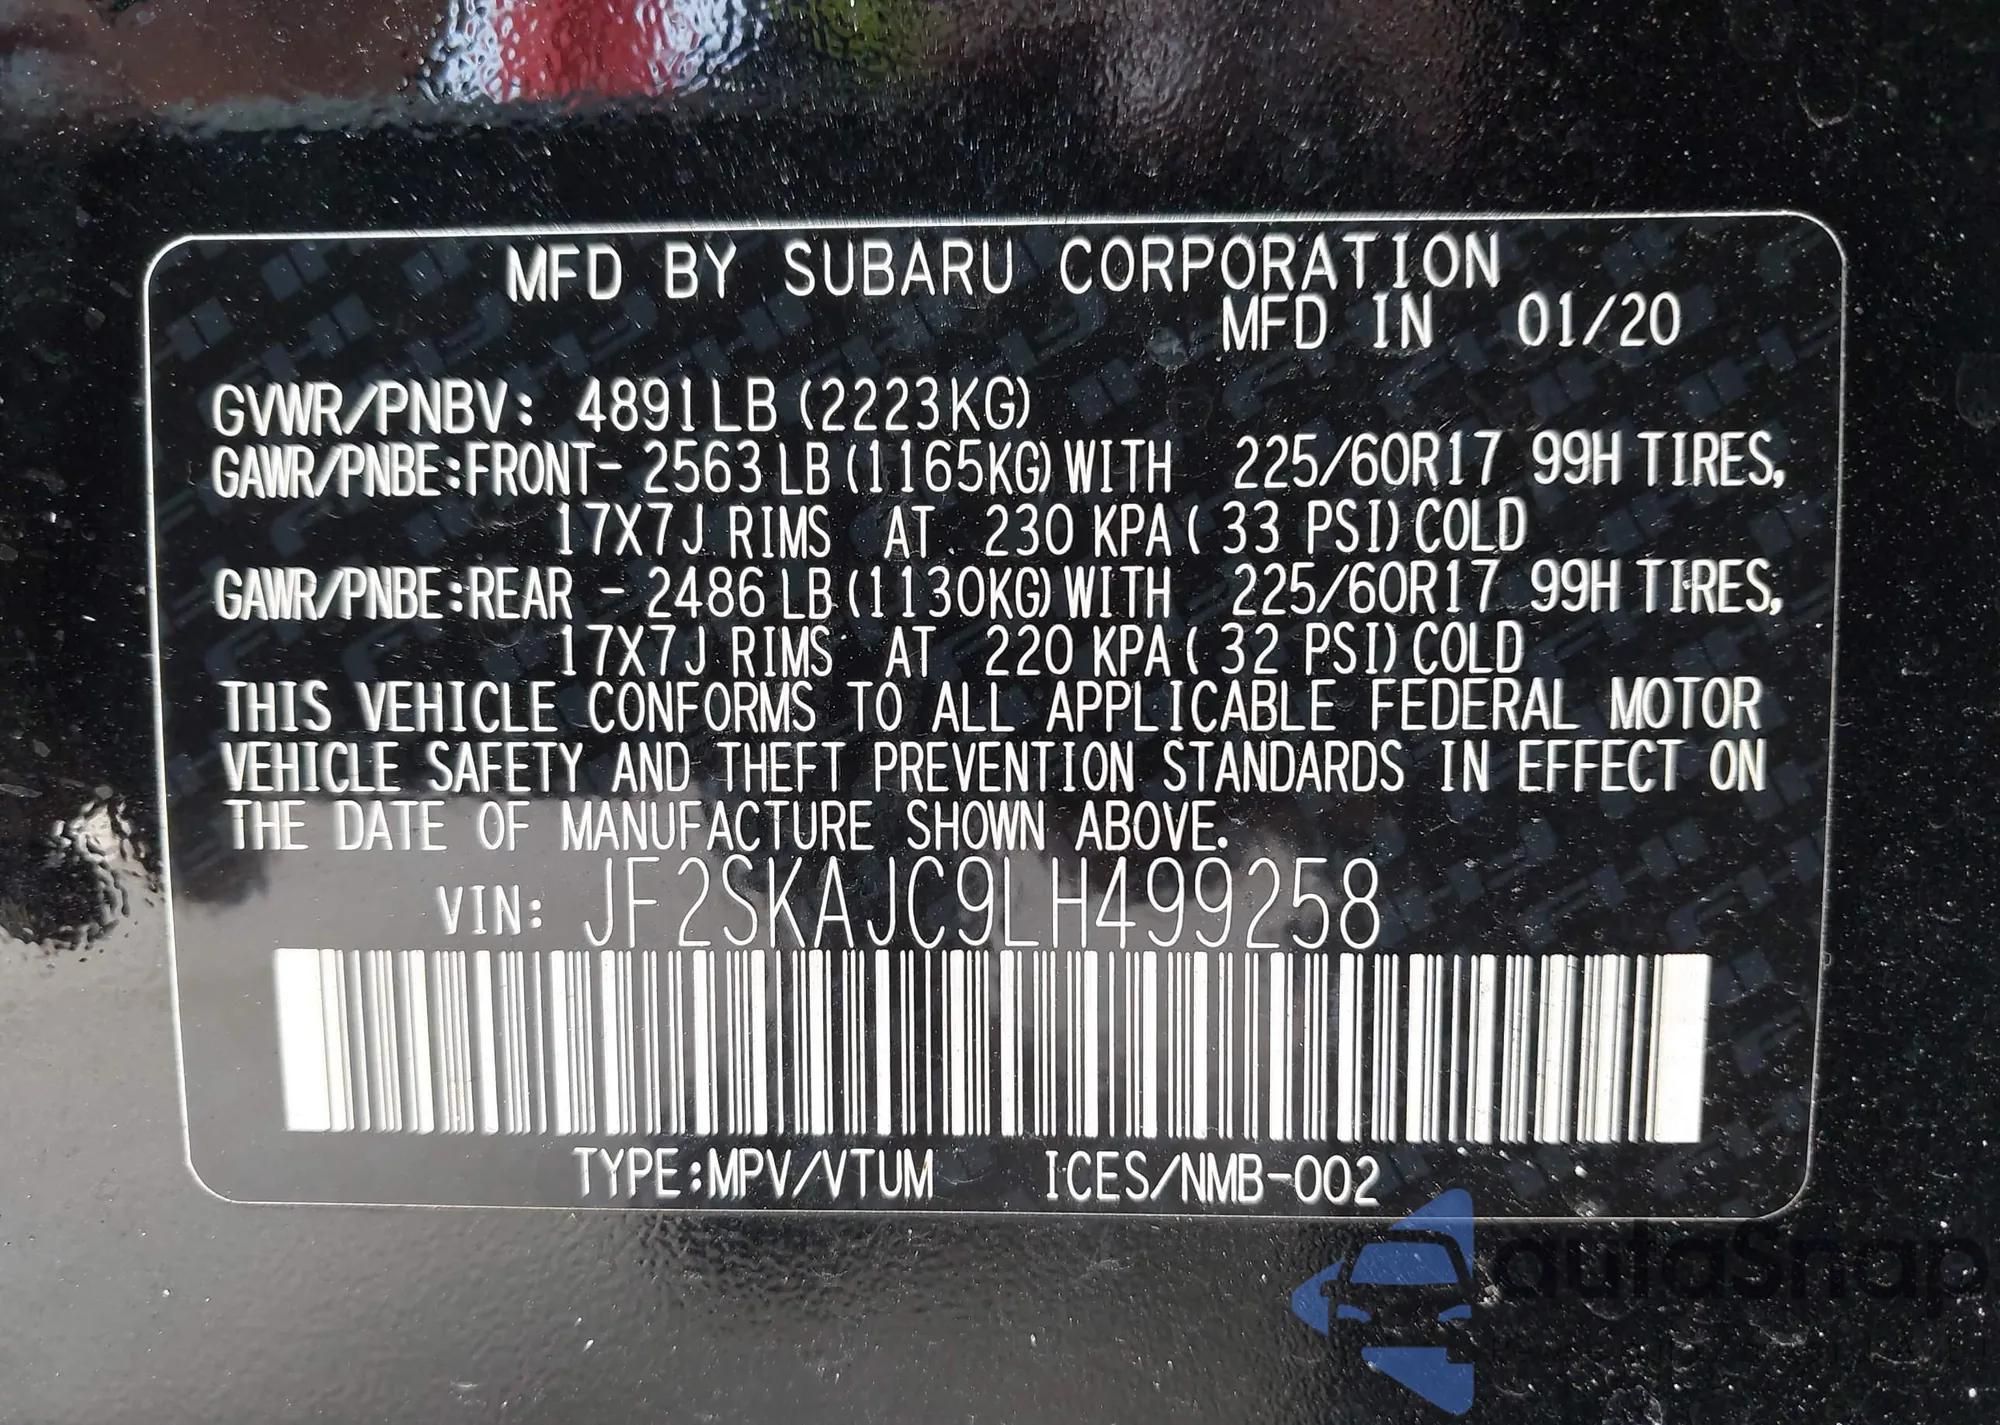 MFD BY SUBARU CORPORATION
MFD IN 01/20
GVWR/PNBV: 4891LB (2223KG)
GAWR/PNBE:FRONT- 2563 LB (1165KG) WITH 225/60R17 99H TIRES,
17X7J RIMS AT 230 KPA ( 33 PSI) COLD
GAWR/PNBE:REAR - 2486 LB (1130KG) WITH 225/60R17 99H TIRES,
17X7J RIMS AT 220 KPA ( 32 PSI) COLD
THIS VEHICLE CONFORMS TO ALL APPLICABLE FEDERAL MOTOR
VEHICLE SAFETY AND THEFT PREVENTION STANDARDS IN EFFECT ON
THE DATE OF MANUFACTURE SHOWN ABOVE.
VIN: JF2SKAJC9LH499258
TYPE:MPV/VTUM ICES/NMB-002
autasnap